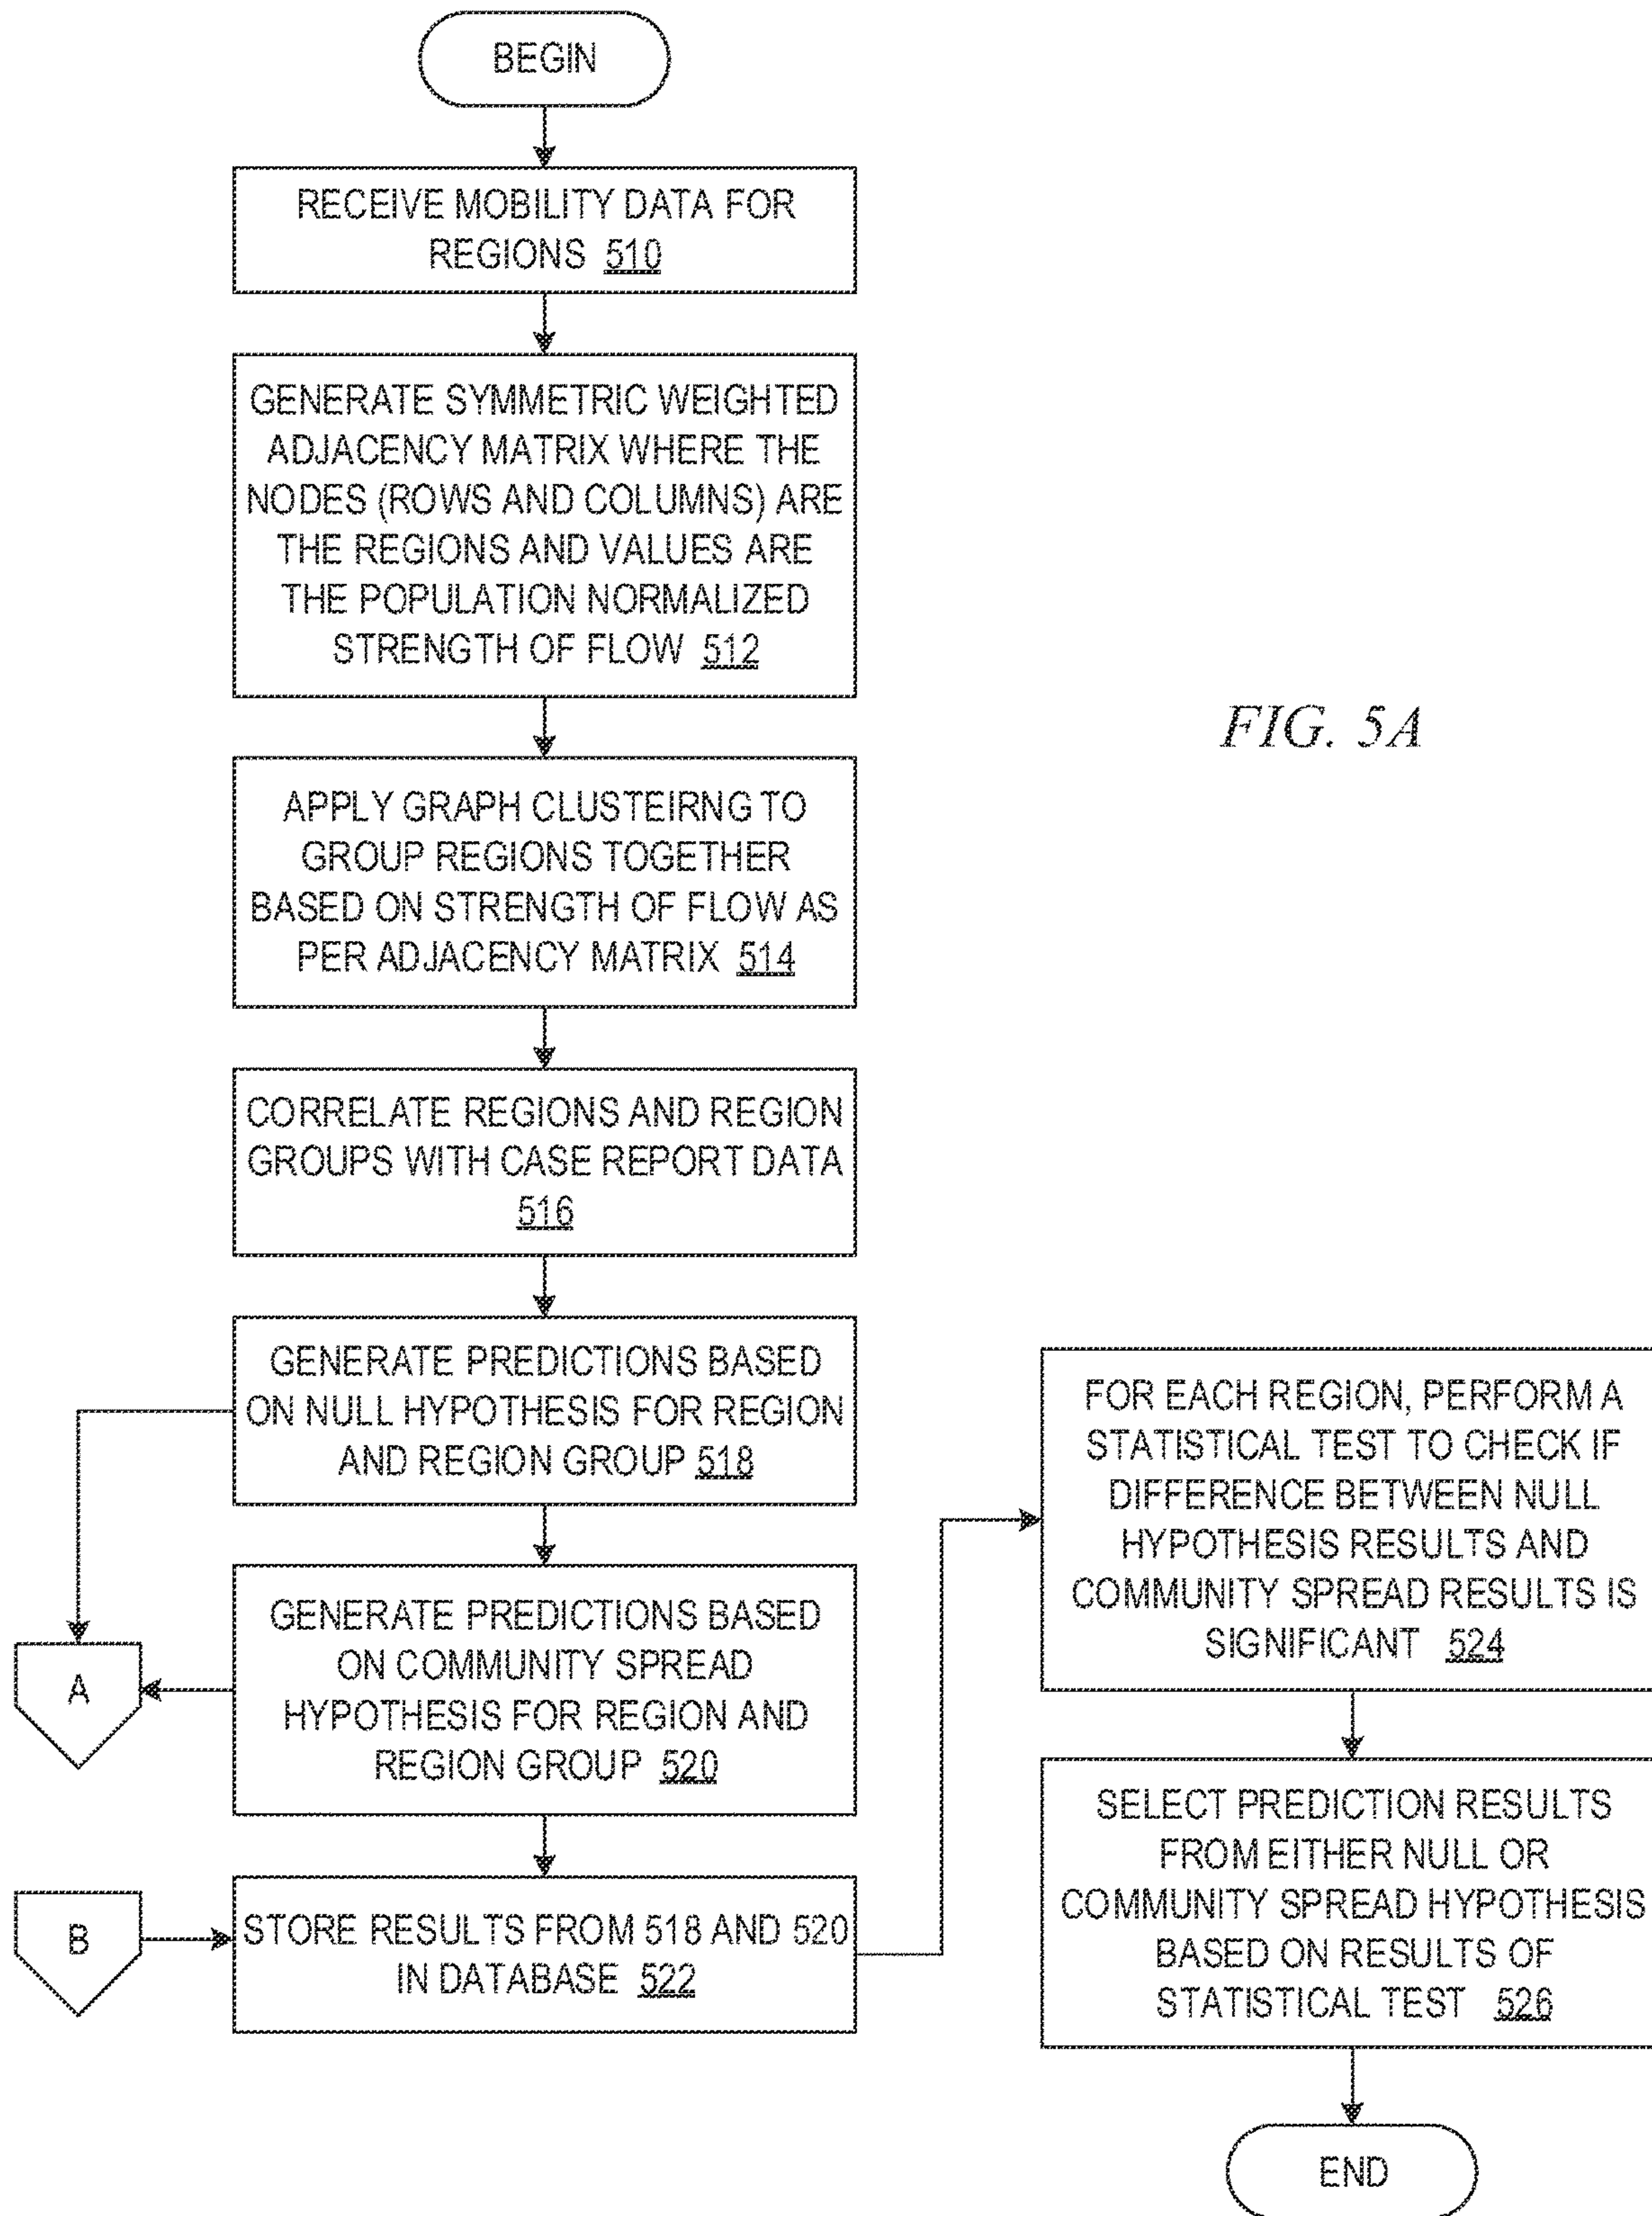 BEGIN
RECEIVE MOBILITY DATA FOR
REGIONS 510
GENERATE SYMMETRIC WEIGHTED
ADJACENCY MATRIX WHERE THE
NODES (ROWS AND COLUMNS) ARE
THE REGIONS AND VALUES ARE
THE POPULATION NORMALIZED
STRENGTH OF FLOW 512
FIG. 5A
APPLY GRAPH CLUSTEIRNG TO
GROUP REGIONS TOGETHER
BASED ON STRENGTH OF FLOW AS
PER ADJACENCY MATRIX 514
CORRELATE REGIONS AND REGION
GROUPS WITH CASE REPORT DATA
516
GENERATE PREDICTIONS BASED
ON NULL HYPOTHESIS FOR REGION
AND REGION GROUP 518
A
GENERATE PREDICTIONS BASED
ON COMMUNITY SPREAD
HYPOTHESIS FOR REGION AND
REGION GROUP 520
B
STORE RESULTS FROM 518 AND 520
IN DATABASE 522
FOR EACH REGION, PERFORM A
STATISTICAL TEST TO CHECK IF
DIFFERENCE BETWEEN NULL
HYPOTHESIS RESULTS AND
COMMUNITY SPREAD RESULTS IS
SIGNIFICANT 524
SELECT PREDICTION RESULTS
FROM EITHER NULL OR
COMMUNITY SPREAD HYPOTHESIS
BASED ON RESULTS OF
STATISTICAL TEST 526
END